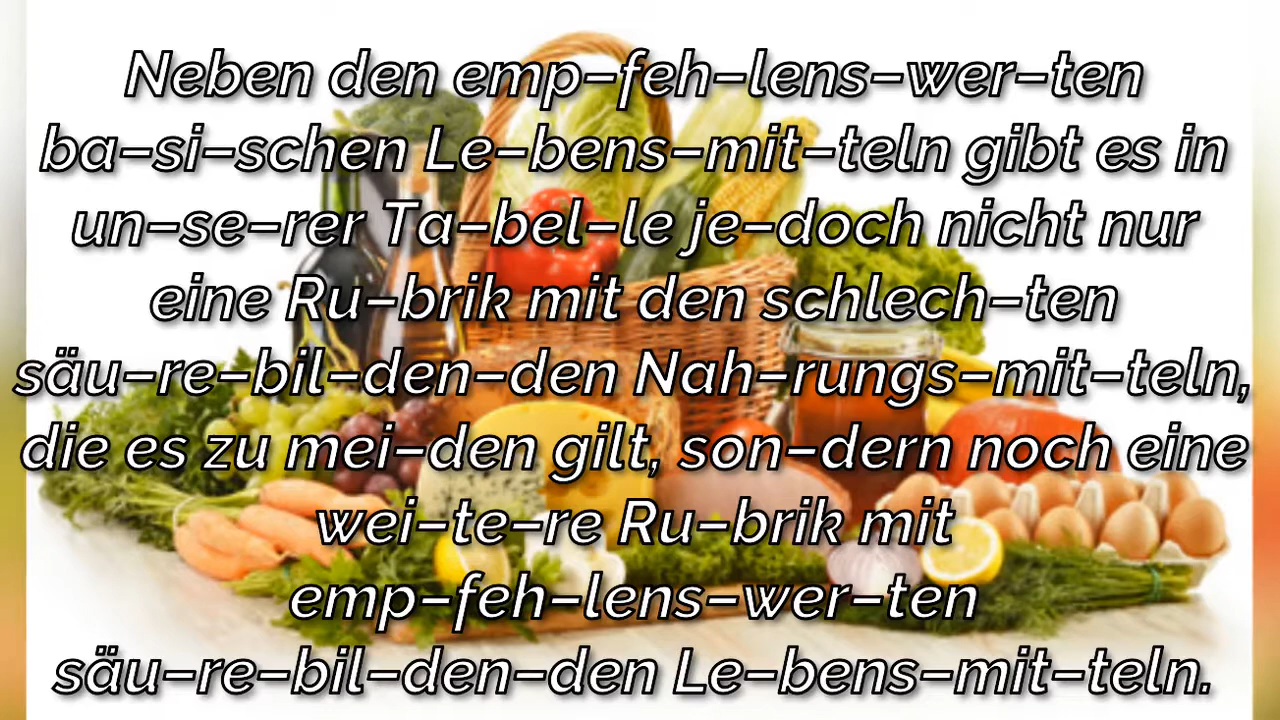 Neben den emp-feh-lens-wer-ten
ba-si-schen Le-bens-mit-teln gibt es in
un-se-rer Ta-bel-le je-doch nicht nur
eine Ru-brik mit den schlech-ten
säu-re-bil-den-den Nah-rungs-mit-teln,
die es zu mei-den gilt, son-dern noch eine
wei-te-re Ru-brik mit
emp-feh-lens-wer-ten
säu-re-bil-den-den Le-bens-mit-teln.